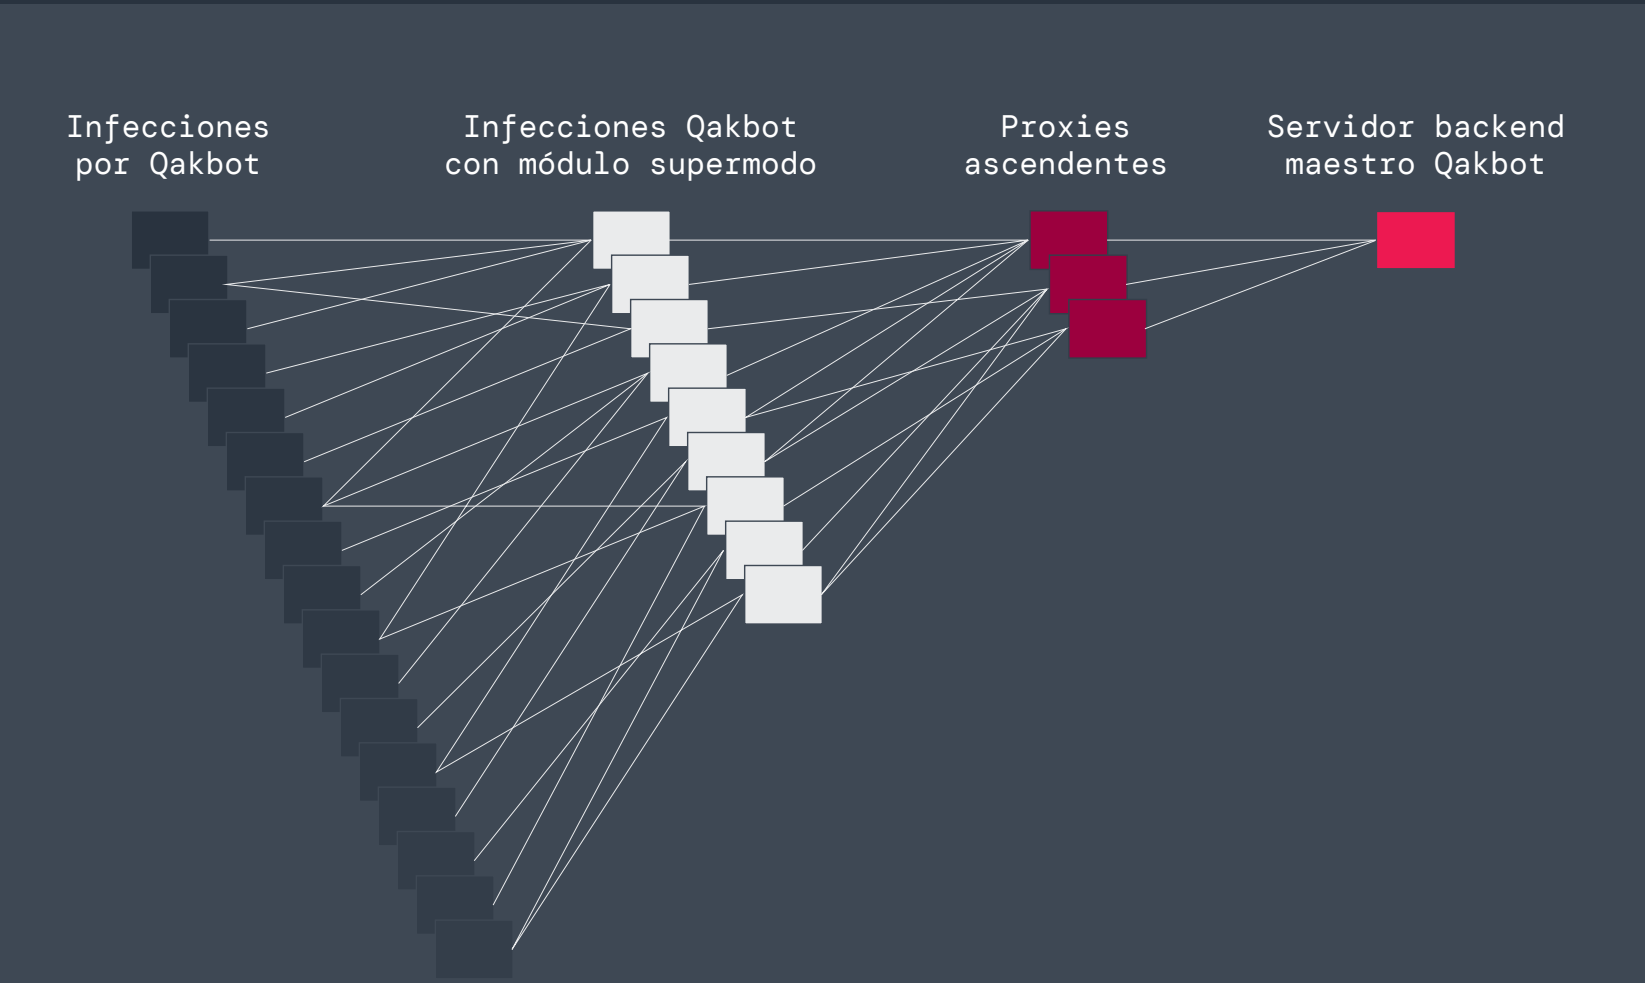 Infecciones
por Qakbot
Infecciones Qakbot
con módulo supermodo
Proxies
ascendentes
Servidor backend
maestro Qakbot